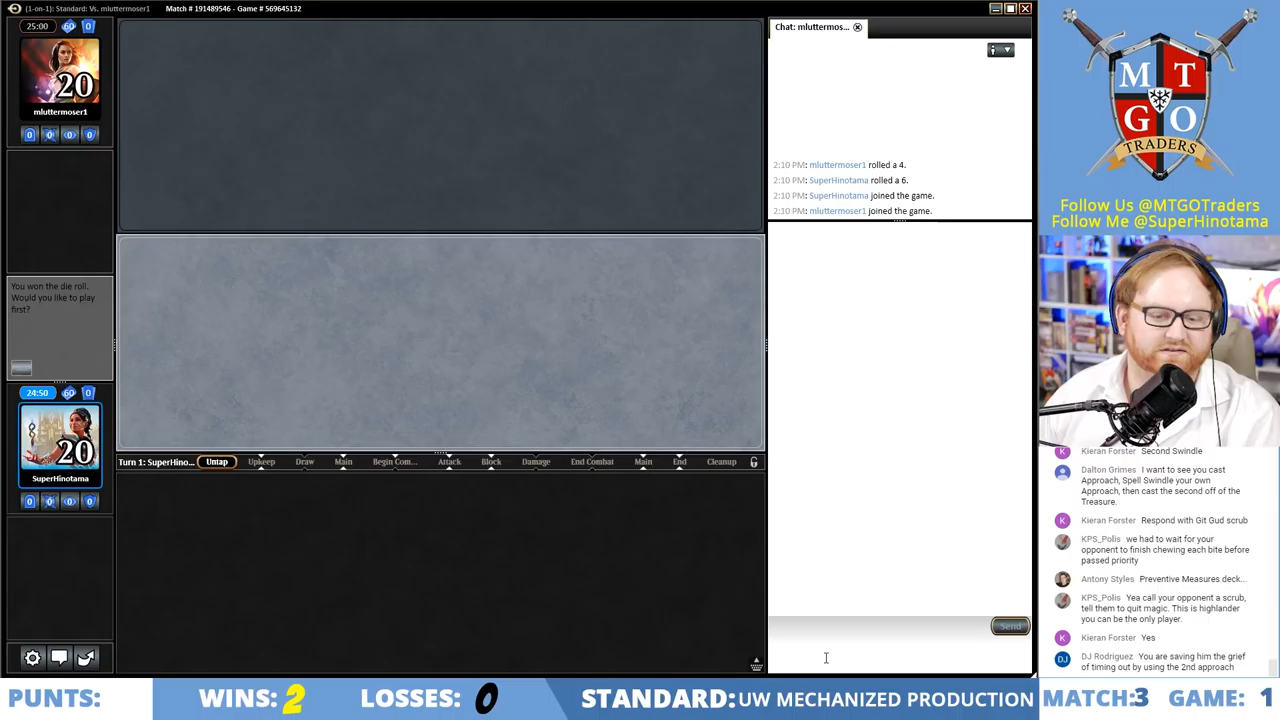 (1-on-1): Standard: Vs. mluttermoser1 Match # 191489546 - Game # 569645132
25:00 60 0
20
mluttermoser1
0 0 0 0
You won the die roll.
Would you like to play
first?
24:50 60 0
20
SuperHinotama
0 0 0 0
Turn 1: SuperHino... Untap Upkeep Draw Main Begin Com... Attack Block Damage End Combat Main End Cleanup
Chat: mluttermos...
2:10 PM: mluttermoser1 rolled a 4.
2:10 PM: SuperHinotama rolled a 6.
2:10 PM: SuperHinotama joined the game.
2:10 PM: mluttermoser1 joined the game.
Send
M T
G O
TRADERS
Follow Us @MTGOTraders
Follow Me @SuperHinotama
K Kieran Forster Second Swindle
Dalton Grimes I want to see you cast
Approach, Spell Swindle your own
Approach, then cast the second off of the
Treasure.
K Kieran Forster Respond with Git Gud scrub
KPS_Polis we had to wait for your
opponent to finish chewing each bite before
passed priority
Antony Styles Preventive Measures deck...
KPS_Polis Yea call your opponent a scrub,
tell them to quit magic. This is highlander
you can be the only player.
K Kieran Forster Yes
DJ DJ Rodriguez You are saving him the grief
of timing out by using the 2nd approach
PUNTS: WINS: 2 LOSSES: 0 STANDARD: UW MECHANIZED PRODUCTION MATCH: 3 GAME: 1